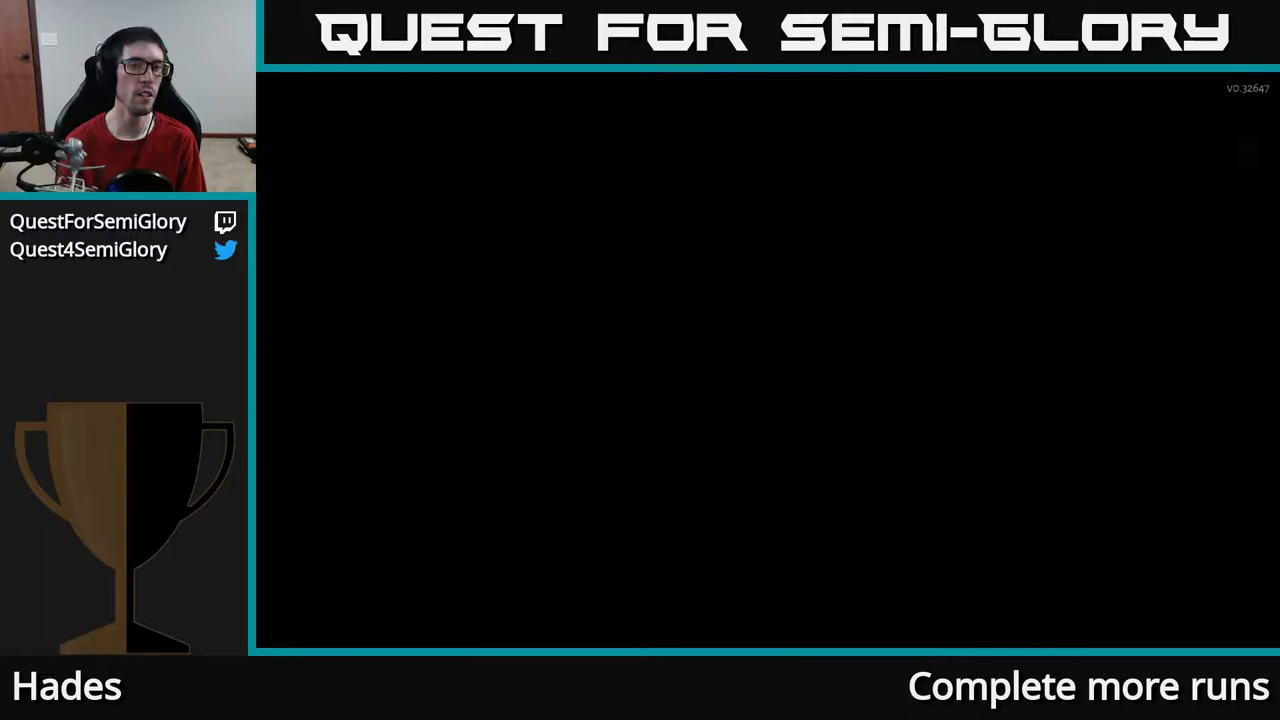 QUEST FOR SEMI-GLORY
V0.32647
QuestForSemiGlory
Quest4SemiGlory
Hades
Complete more runs